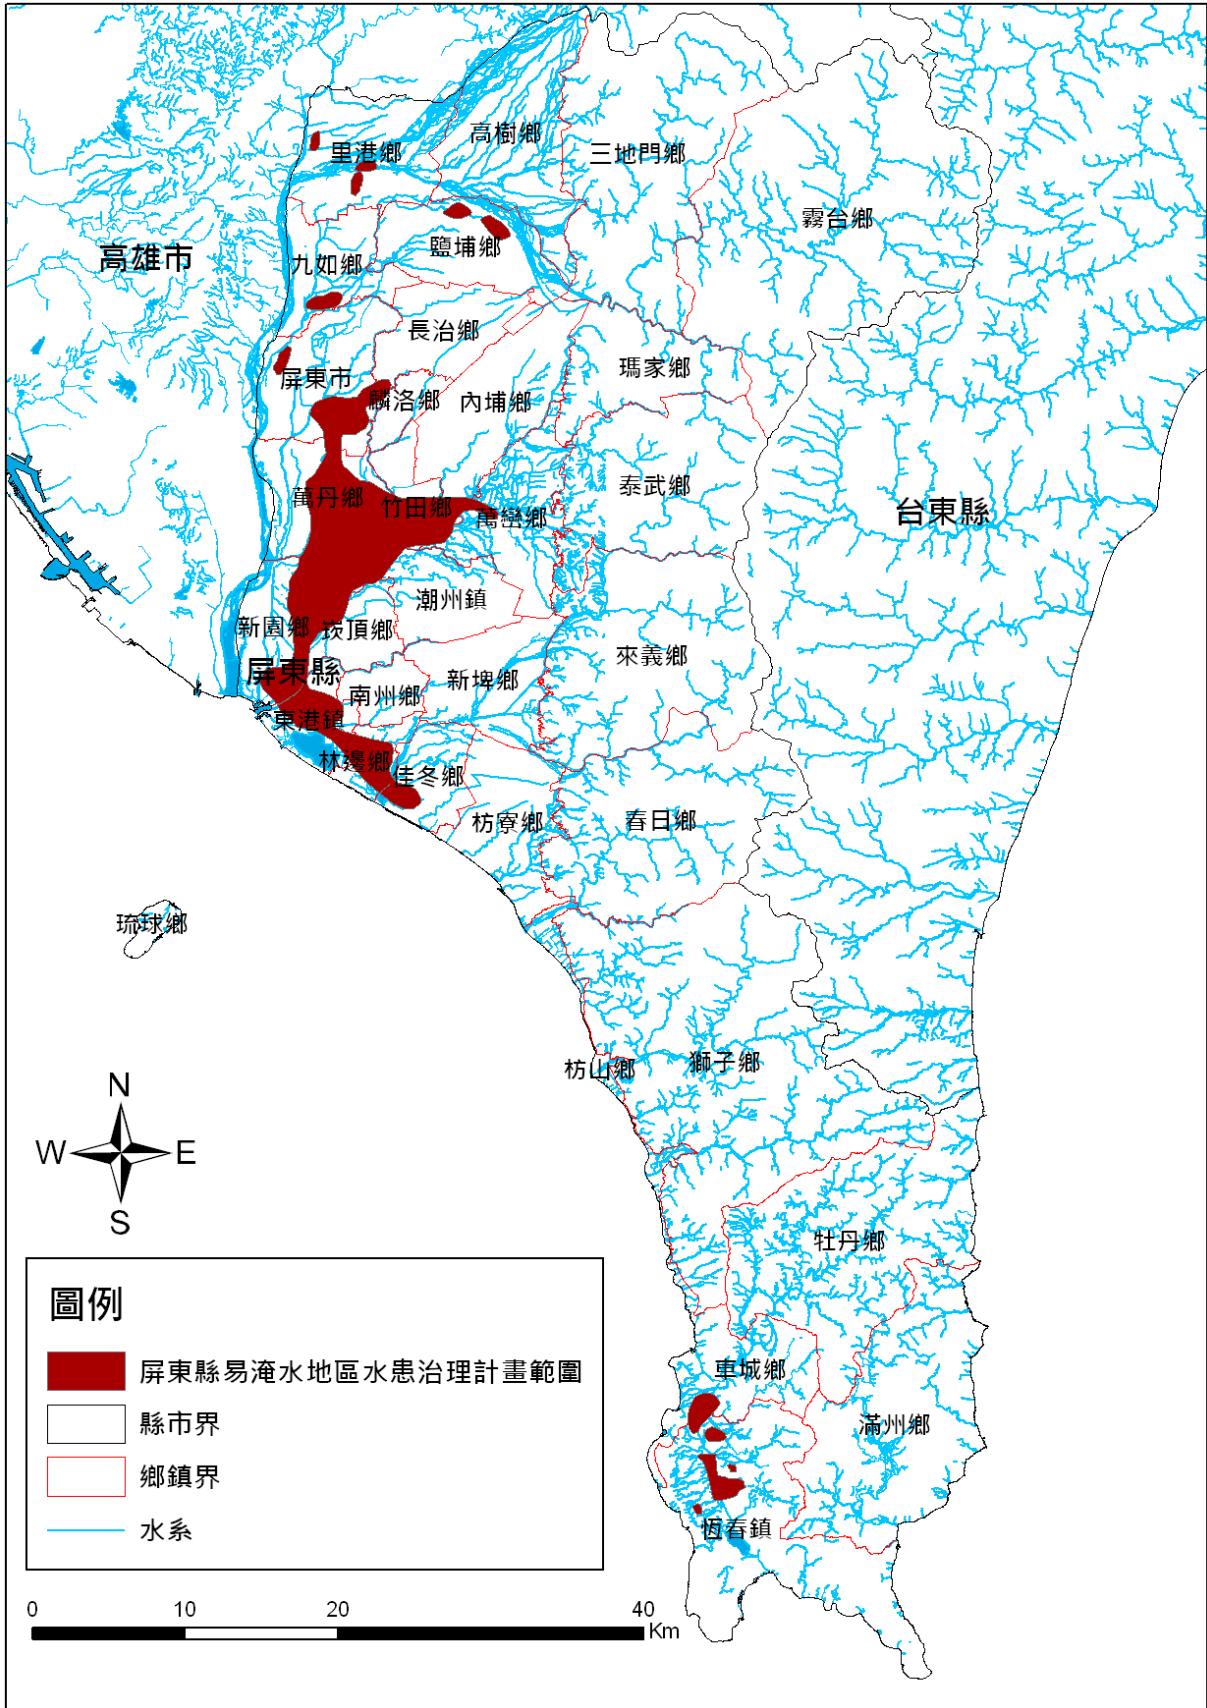 高樹鄉
里港鄉
三地門鄉
霧台鄉
鹽埔鄉
高雄市
九如鄉
長治鄉
瑪家鄉
屏東市
麟洛鄉
內埔鄉
泰武鄉
萬丹鄉
竹田鄉
萬巒鄉
台東縣
潮州鎮
新園鄉
崁頂鄉
來義鄉
屏東縣
新埤鄉
南州鄉
東港鎮
林邊鄉
佳冬鄉
枋寮鄉
春日鄉
琉球鄉
枋山鄉
獅子鄉
N
W
E
S
牡丹鄉
圖例
屏東縣易淹水地區水患治理計畫範圍
縣市界
鄉鎮界
水系
車城鄉
滿州鄉
恆春鎮
0
10
20
40
Km